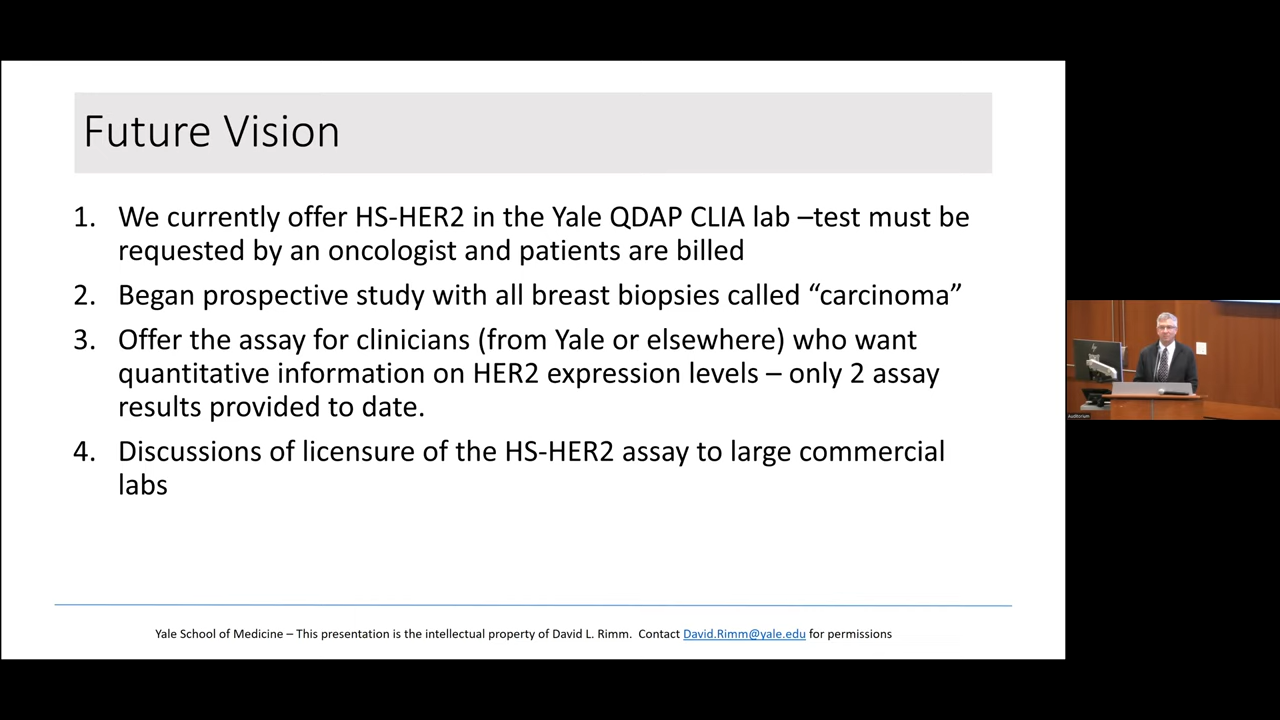 Future Vision
1. We currently offer HS-HER2 in the Yale QDAP CLIA lab –test must be
requested by an oncologist and patients are billed
2. Began prospective study with all breast biopsies called “carcinoma”
3. Offer the assay for clinicians (from Yale or elsewhere) who want
quantitative information on HER2 expression levels – only 2 assay
results provided to date.
4. Discussions of licensure of the HS-HER2 assay to large commercial
labs
Yale School of Medicine – This presentation is the intellectual property of David L. Rimm. Contact David.Rimm@yale.edu for permissions
Auditorium